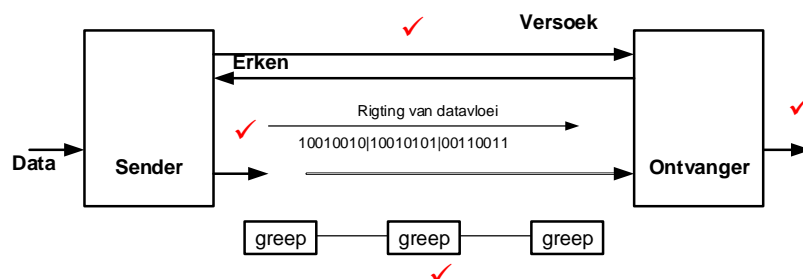 Versoek
Erken
Rigting van datavloei
10010010|10010101|00110011
Data
Sender
Ontvanger
greep
greep
greep